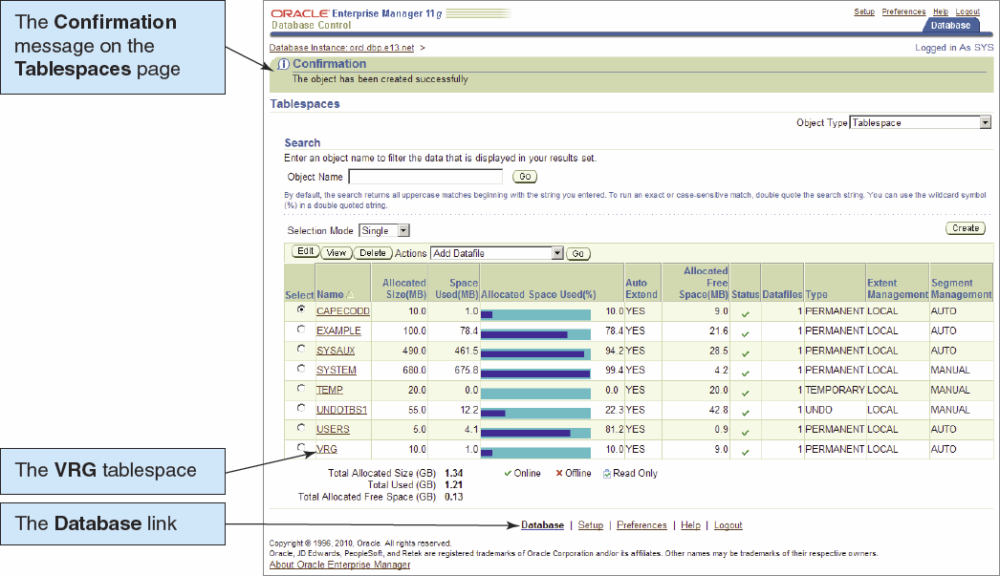 The Confirmation
message on the
Tablespaces page
ORACLE Enterprise Manager 11g
Database Control
Setup Preferences Help Logout
Database
Database Instance: orcl.dbp.e13.net >
Logged in As SYS
Confirmation
The object has been created successfully
Tablespaces
Object Type Tablespace
Search
Enter an object name to filter the data that is displayed in your results set.
Object Name Go
By default, the search returns all uppercase matches beginning with the string you entered. To run an exact or case-sensitive match, double quote the search string. You can use the wildcard symbol
(%) in a double quoted string.
Selection Mode Single
Create
Edit View Delete Actions Add Datafile Go
Select Name Allocated Size(MB) Space Used(MB) Allocated Space Used(%) Auto Extend Allocated Free Space(MB) Status Datafiles Type Extent Management Segment Management
CAPECODD 10.0 1.0 10.0 YES 9.0 1 PERMANENT LOCAL AUTO
EXAMPLE 100.0 78.4 78.4 YES 21.6 1 PERMANENT LOCAL AUTO
SYSAUX 490.0 461.5 94.2 YES 28.5 1 PERMANENT LOCAL AUTO
SYSTEM 680.0 675.8 99.4 YES 4.2 1 PERMANENT LOCAL MANUAL
TEMP 20.0 0.0 0.0 YES 20.0 1 TEMPORARY LOCAL MANUAL
UNDOTBS1 55.0 12.2 22.3 YES 42.8 1 UNDO LOCAL MANUAL
USERS 5.0 4.1 81.2 YES 0.9 1 PERMANENT LOCAL AUTO
VRG 10.0 1.0 10.0 YES 9.0 1 PERMANENT LOCAL AUTO
The VRG tablespace
Total Allocated Size (GB) 1.34
Total Used (GB) 1.21
Total Allocated Free Space (GB) 0.13
Online Offline Read Only
The Database link
Database | Setup | Preferences | Help | Logout
Copyright © 1996, 2010, Oracle. All rights reserved.
Oracle, JD Edwards, PeopleSoft, and Retek are registered trademarks of Oracle Corporation and/or its affiliates. Other names may be trademarks of their respective owners.
About Oracle Enterprise Manager